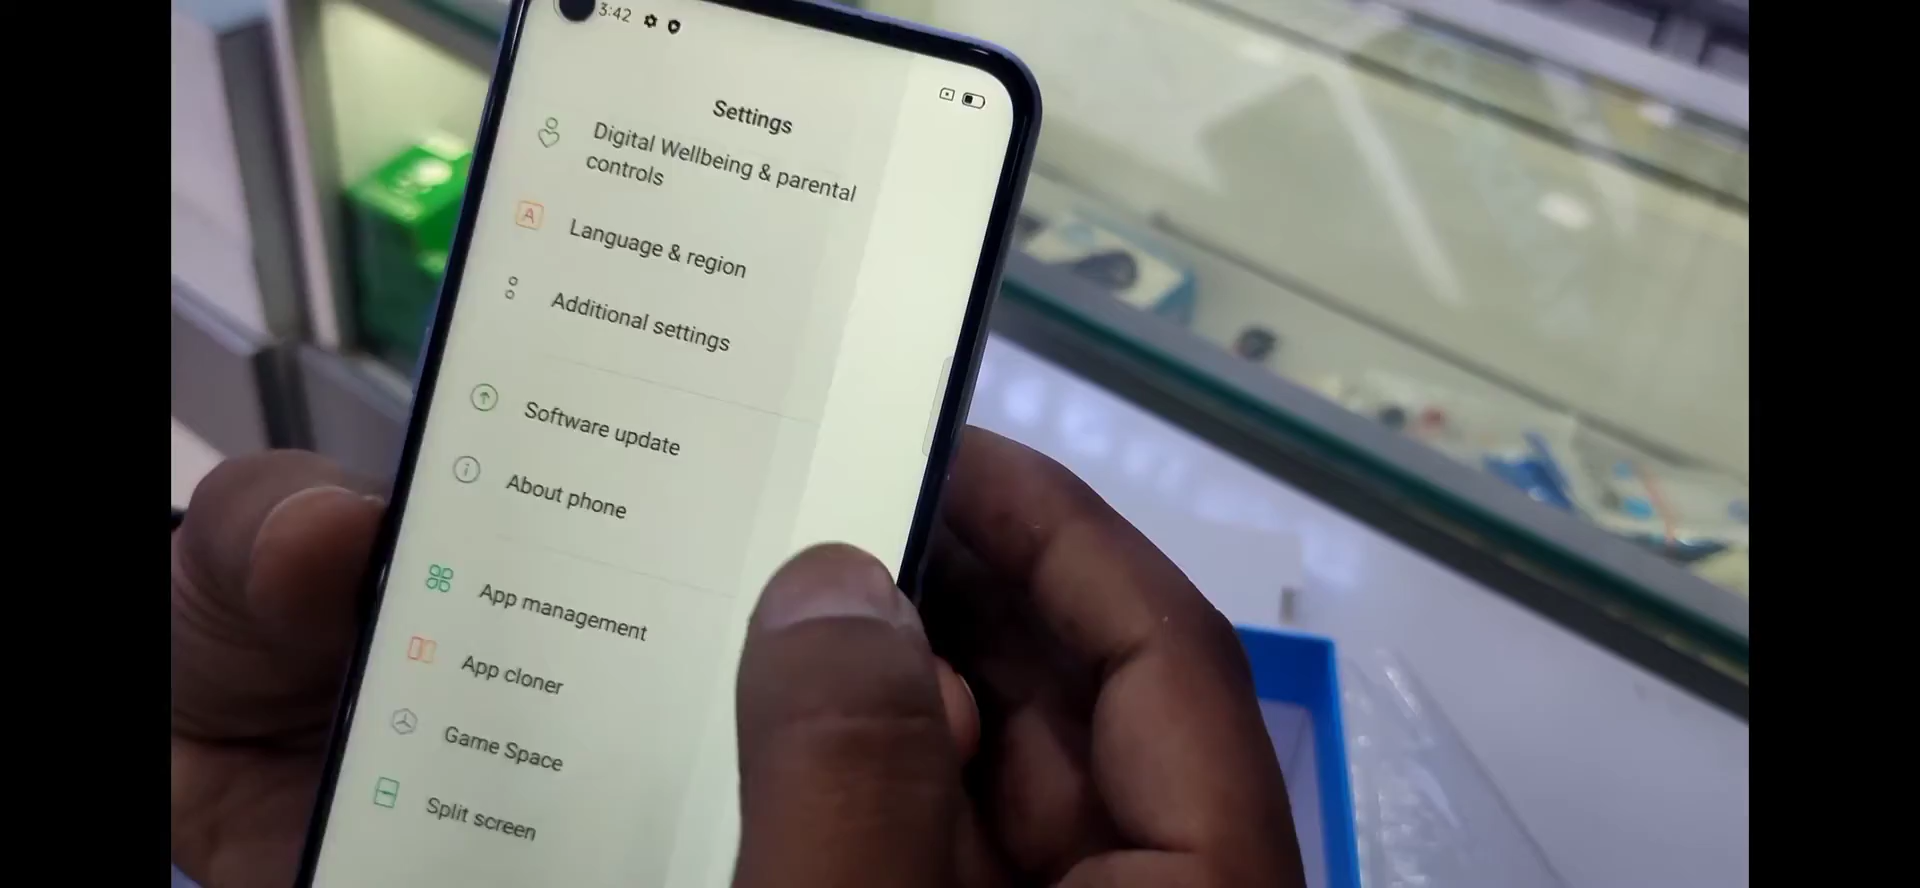 3:42
Settings
Digital Wellbeing & parental
controls
A
Language & region
Additional settings
Software update
About phone
App management
App cloner
Game Space
Split screen